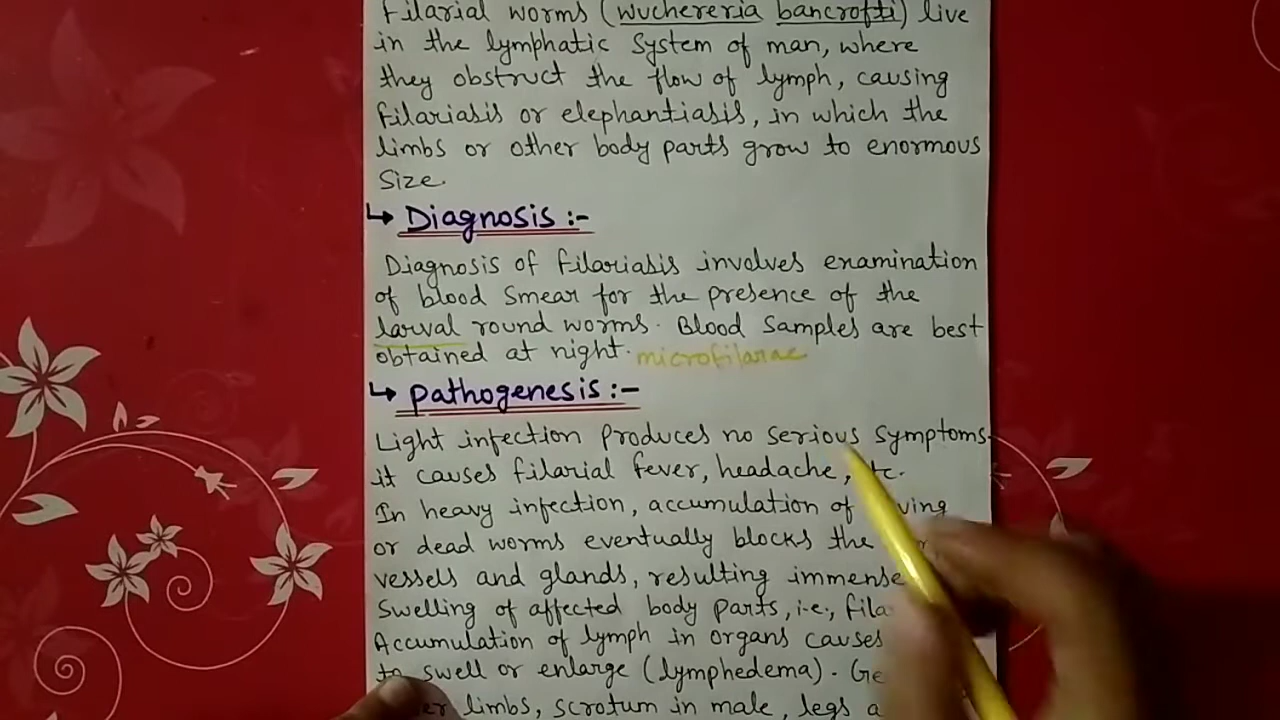 Filarial worms (Wuchereria bancrofti) live
in the lymphatic system of man, where
they obstruct the flow of lymph, causing
filariasis or elephantiasis, in which the
limbs or other body parts grow to enormous
size.
↳ Diagnosis :-
Diagnosis of filariasis involves examination
of blood smear for the presence of the
larval round worms. Blood samples are best
obtained at night. microfilarae
↳ Pathogenesis :-
Light infection produces no serious symptoms.
it causes filarial fever, headache, etc.
In heavy infection, accumulation of living
or dead worms eventually blocks the
vessels and glands, resulting immense
swelling of affected body parts, i.e., fila
Accumulation of lymph in organs causes
to swell or enlarge (lymphedema). Ge
limbs, scrotum in male, legs a